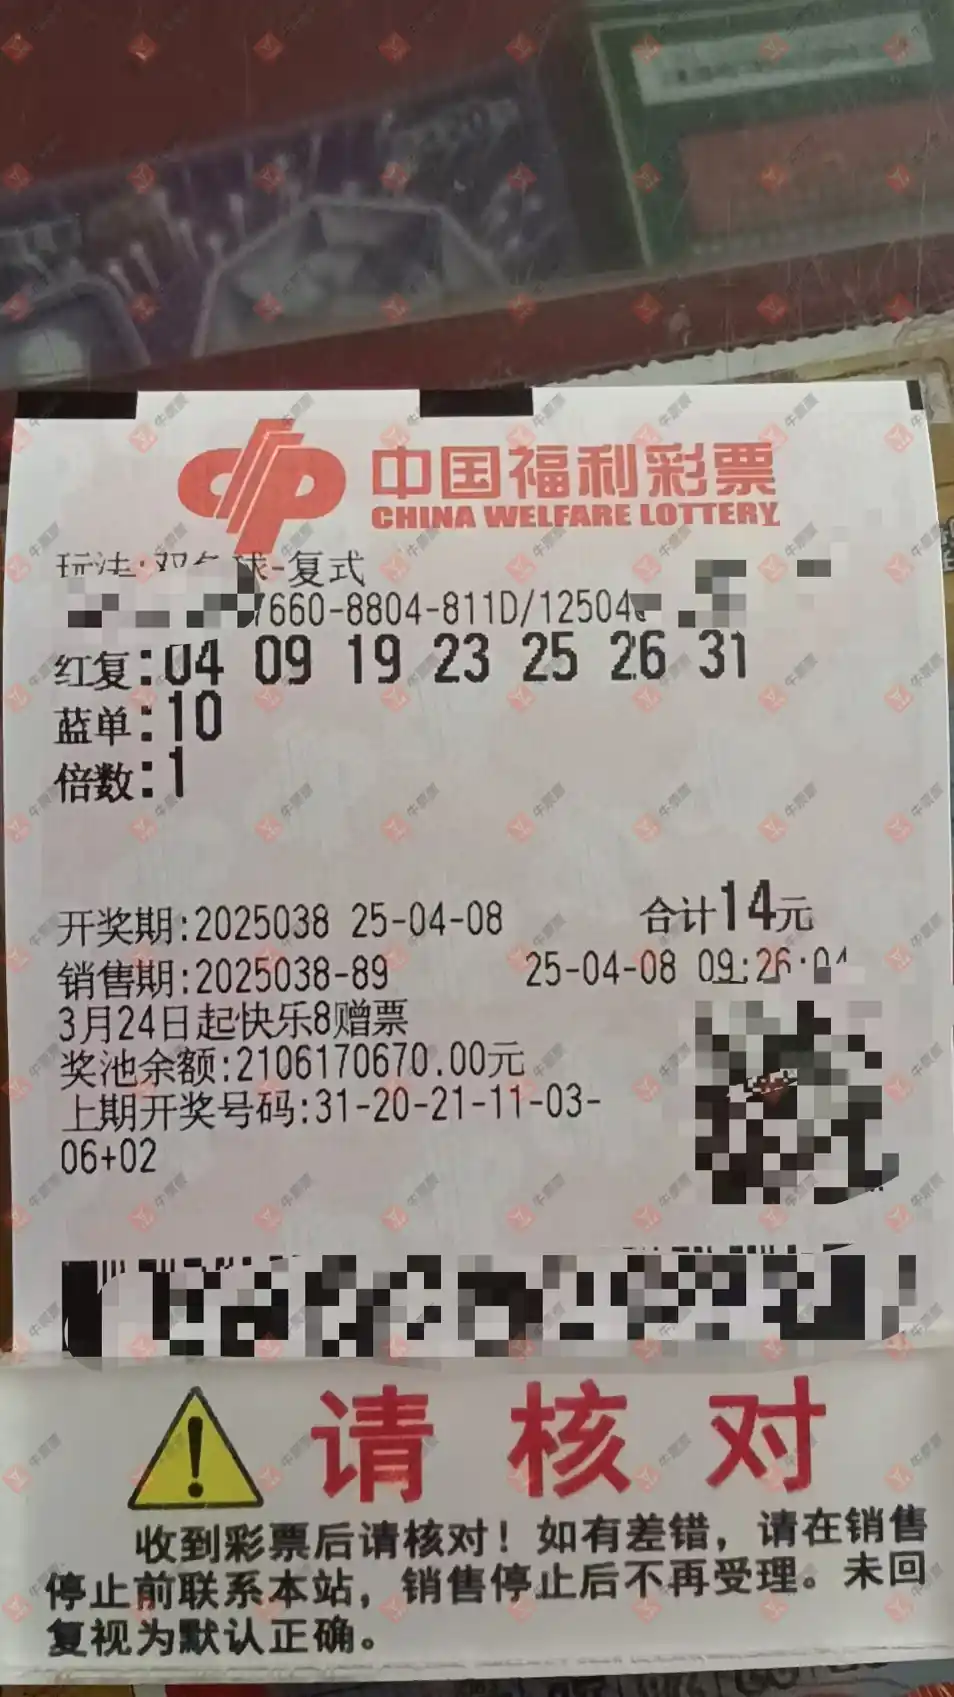 中国福利彩票
CHINA WELFARE LOTTERY
玩法:双色球-复式
7660-8804-811D/12504
红复:04 09 19 23 25 26 31
蓝单:10
倍数:1
开奖期:2025038 25-04-08 合计14元
销售期:2025038-89 25-04-08 09:26:04
3月24日起快乐8赠票
奖池余额:2106170670.00元
上期开奖号码:31-20-21-11-03-
06+02
请核对
收到彩票后请核对！如有差错，请在销售
停止前联系本站，销售停止后不再受理。未回
复视为默认正确。